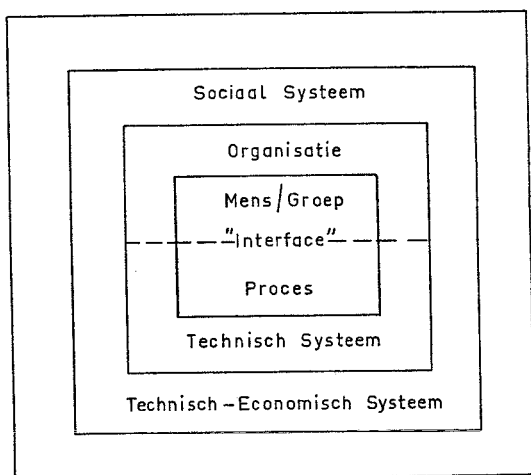 Sociaal Systeem
Organisatie
Mens/Groep
"Interface"
Proces
Technisch Systeem
Technisch-Economisch Systeem